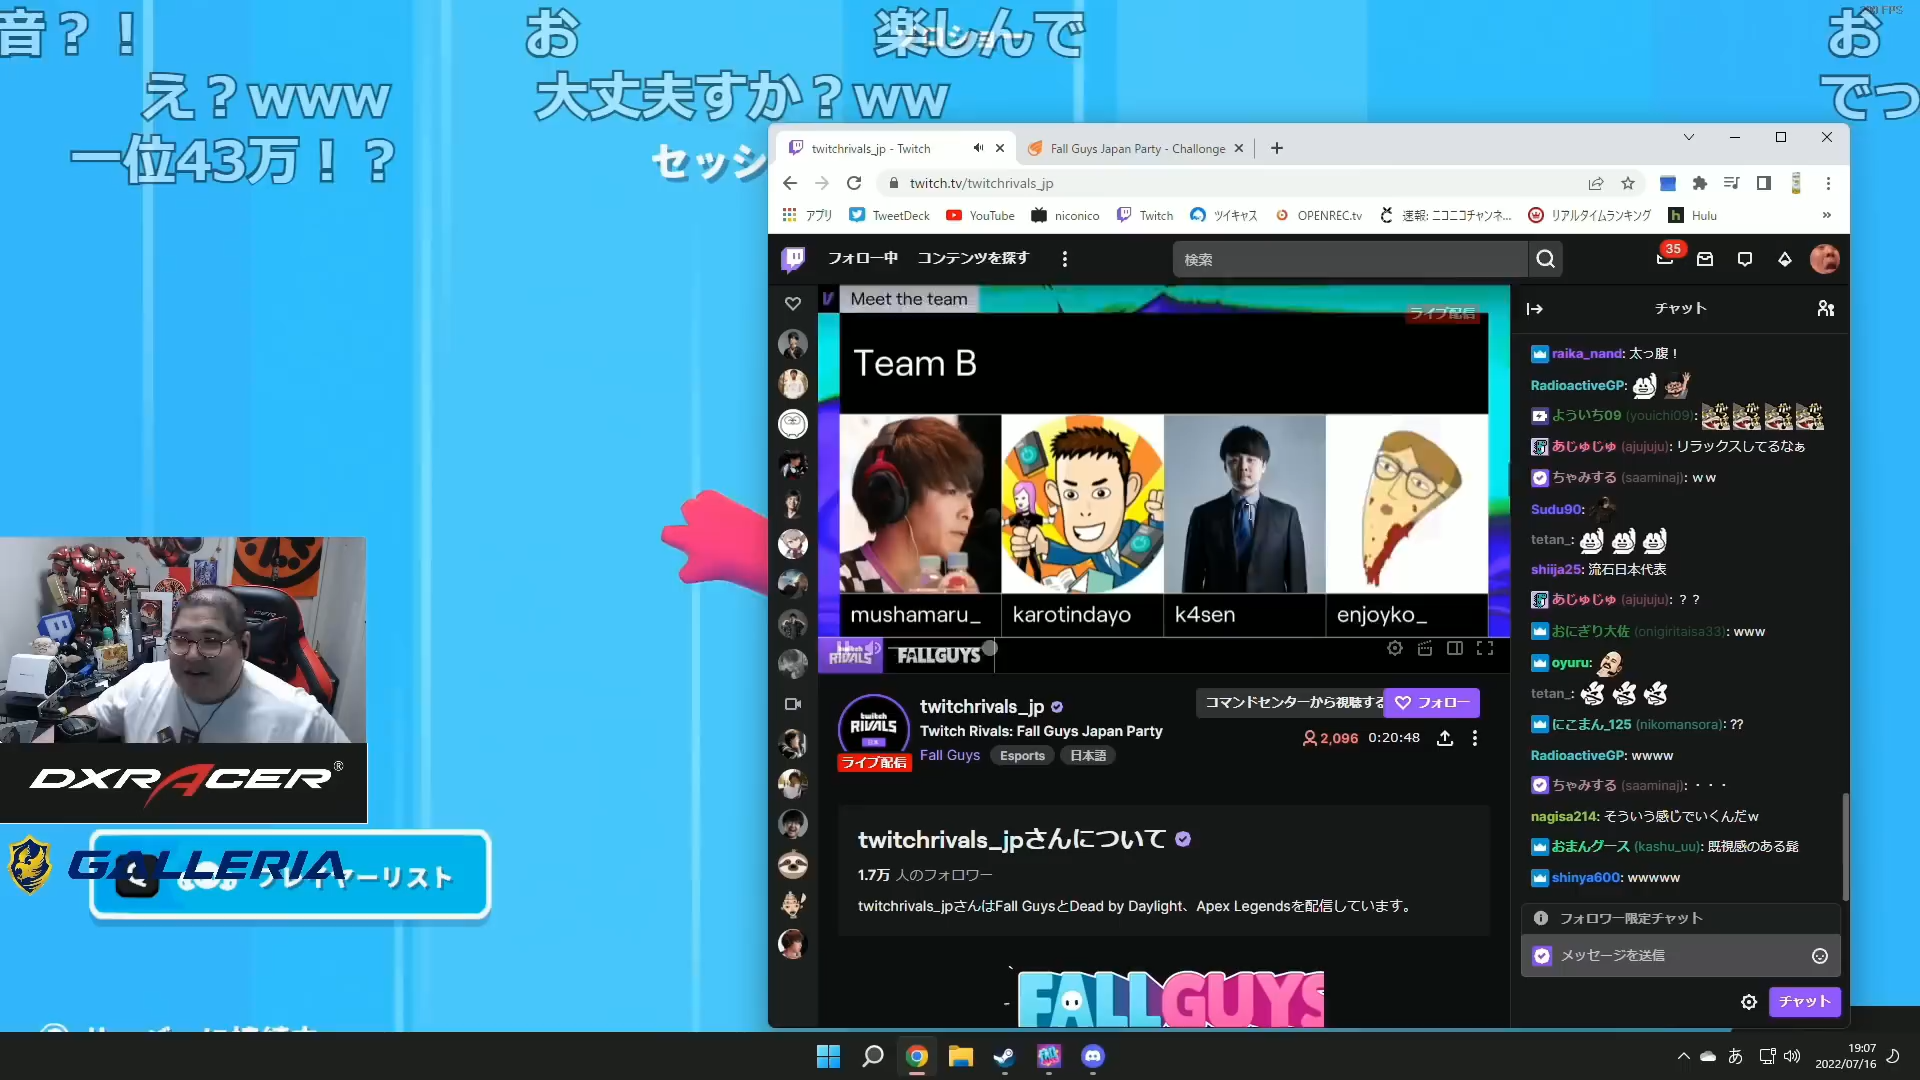 音？！
お
楽しんで
お
え？www
大丈夫すか？ww
でつ
一位43万！？
セッシ
twitchrivals_jp - Twitch
Fall Guys Japan Party - Challonge
twitch.tv/twitchrivals_jp
アプリ
TweetDeck
YouTube
niconico
Twitch
ツイキャス
OPENREC.tv
速報: ニコニコチャンネ...
リアルタイムランキング
Hulu
»
フォロー中
コンテンツを探す
検索
35
Meet the team
ライブ配信
Team B
mushamaru_
karotindayo
k4sen
enjoyko_
twitch RIVALS
FALLGUYS
twitchrivals_jp
コマンドセンターから視聴する
フォロー
Twitch Rivals: Fall Guys Japan Party
2,096
0:20:48
Fall Guys
Esports
日本語
twitch
RIVALS
日本
ライブ配信
twitchrivals_jpさんについて
1.7万 人のフォロワー
twitchrivals_jpさんはFall GuysとDead by Daylight、Apex Legendsを配信しています。
FALLGUYS
チャット
raika_nand: 太っ腹！
RadioactiveGP:
よういち09 (youichi09):
あじゅじゅ (ajujuju): リラックスしてるなぁ
ちゃみする (saaminaj): w w
Sudu90:
tetan_:
shiija25: 流石日本代表
あじゅじゅ (ajujuju): ？？
おにぎり大佐 (onigiritaisa33): www
oyuru:
tetan_:
にこまん_125 (nikomansora): ??
RadioactiveGP: wwww
ちゃみする (saaminaj): ・・・
nagisa214: そういう感じでいくんだw
おまんグース (kashu_uu): 既視感のある髭
shinya600: wwwww
フォロワー限定チャット
メッセージを送信
チャット
DXRACER®
GALLERIA
プレイヤーリスト
あ
19:07
2022/07/16